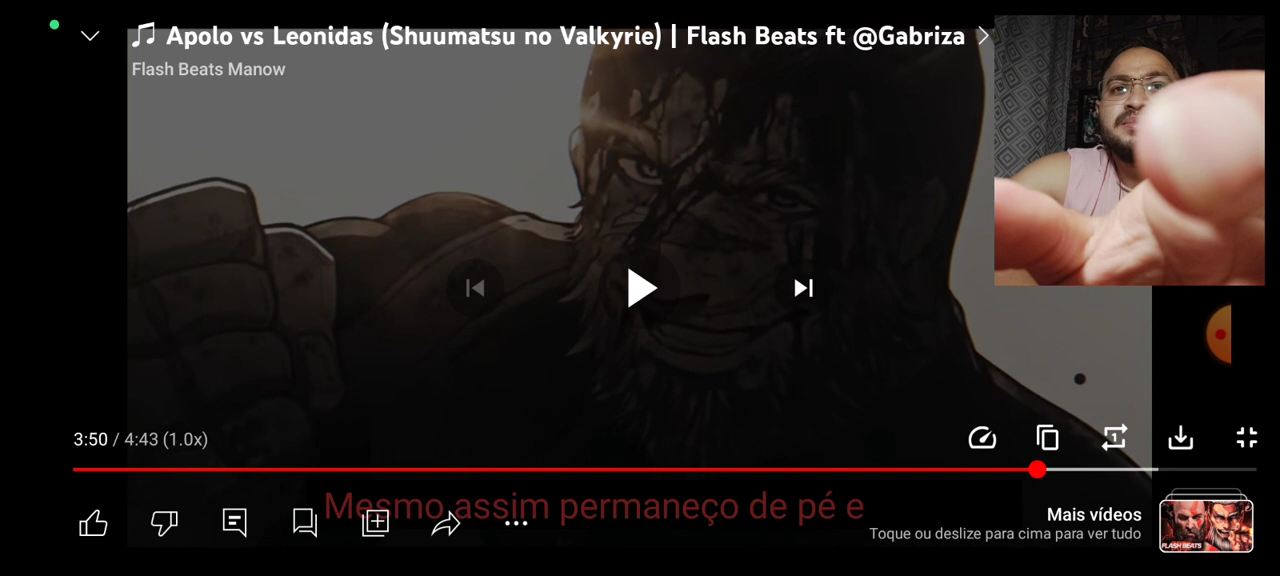 Apolo vs Leonidas (Shuumatsu no Valkyrie) | Flash Beats ft @Gabriza
Flash Beats Manow
3:50 / 4:43 (1.0x)
1
Mesmo assim permaneço de pé e
Mais vídeos
Toque ou deslize para cima para ver tudo
FLASH BEATS